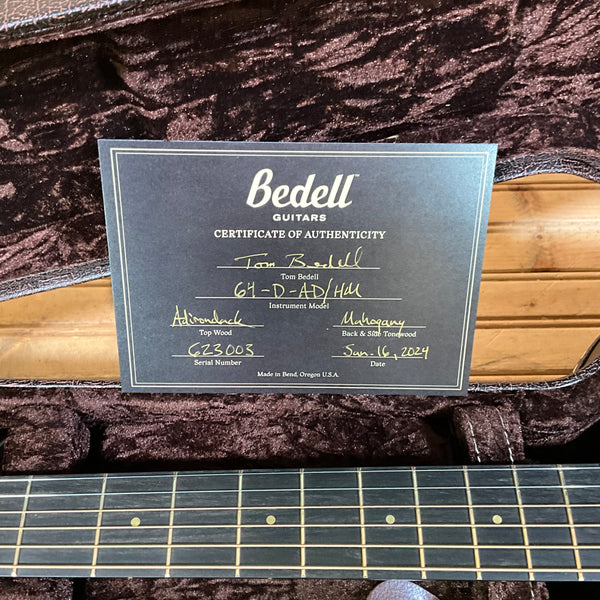 Bedell™
GUITARS
CERTIFICATE OF AUTHENTICITY
Tom Bedell
Tom Bedell
64-D-AD/HM
Instrument Model
Adirondack Mahogany
Top Wood Back & Side Tonewood
623003 Jan. 16, 2024
Serial Number Date
Made in Bend, Oregon U.S.A.